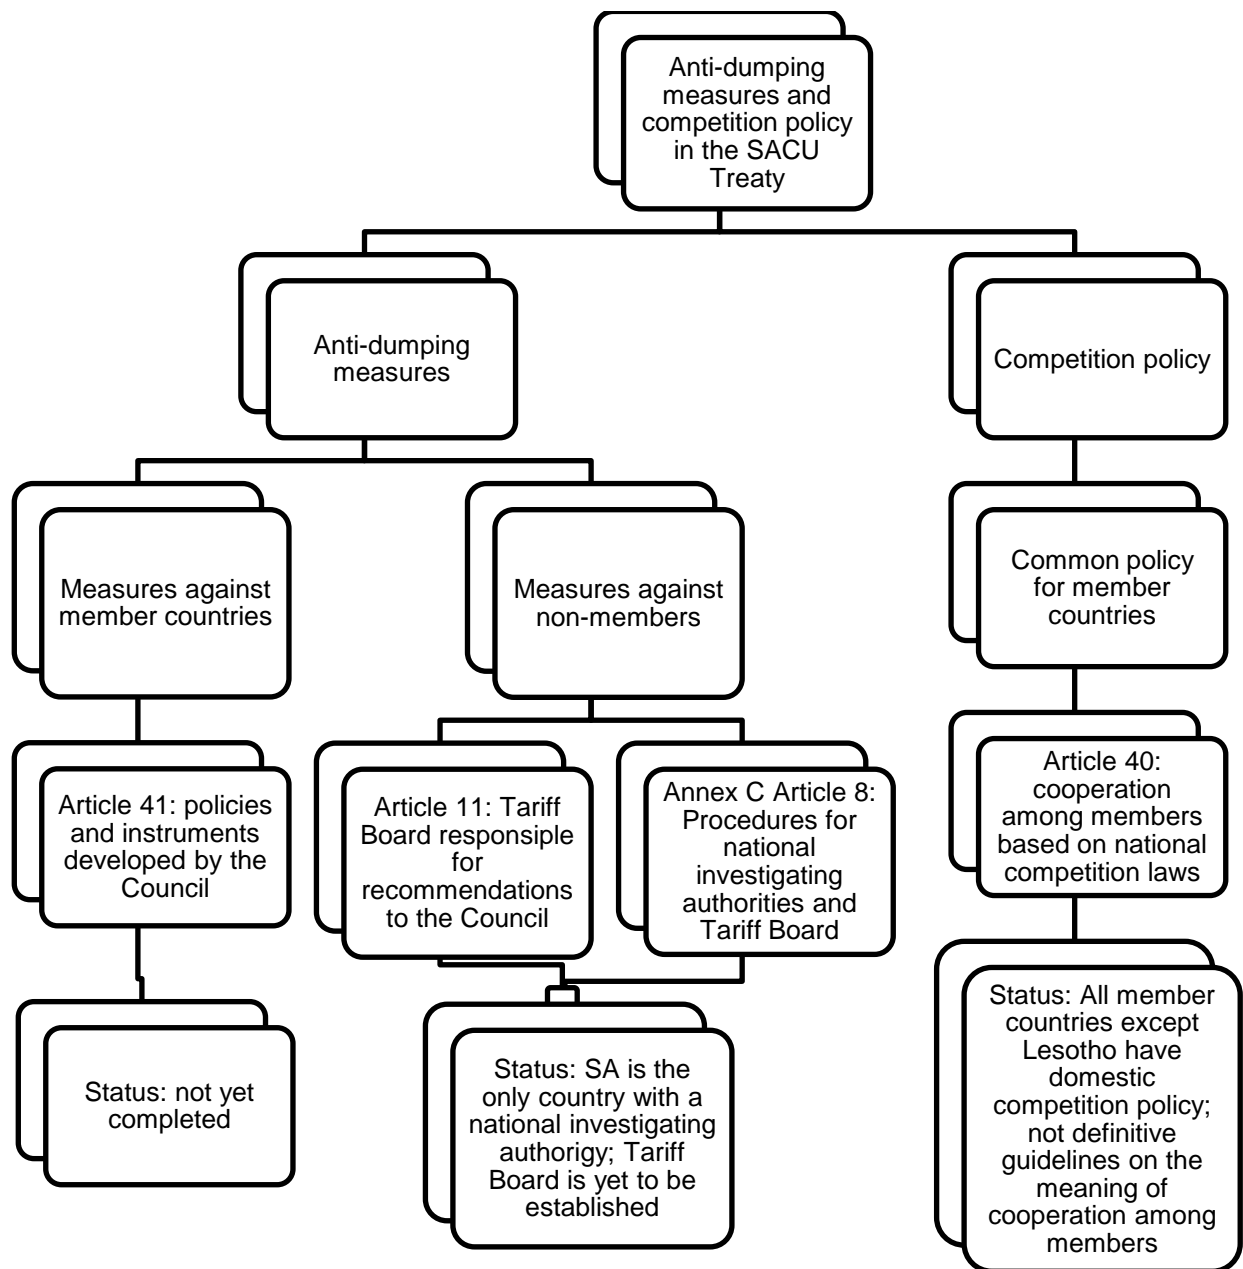 Anti-dumping
measures and
competition policy
in the SACU
Treaty
Anti-dumping
measures
Competition policy
Measures against
member countries
Measures against
non-members
Common policy
for member
countries
Article 41: policies
and instruments
developed by the
Council
Article 11: Tariff
Board responsible
for
recommendations
to the Council
Annex C Article 8:
Procedures for
national
investigating
authorities and
Tariff Board
Article 40:
cooperation
among members
based on national
competition laws
Status: not yet
completed
Status: SA is the
only country with a
national investigating
authorigy; Tariff
Board is yet to be
established
Status: All member
countries except
Lesotho have
domestic
competition policy;
not definitive
guidelines on the
meaning of
cooperation among
members